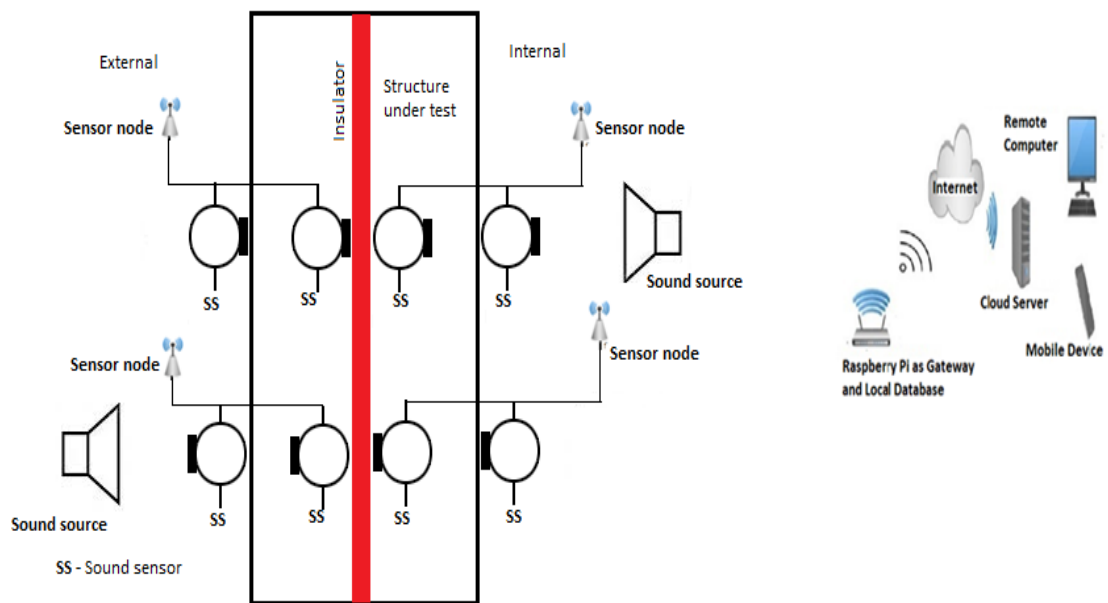 External
Internal
Insulator
Structure
under test
Sensor node
Sensor node
SS
SS
SS
SS
Sound source
Sensor node
Sensor node
SS
SS
SS
SS
Sound source
SS - Sound sensor
Remote
Computer
Internet
Cloud Server
Mobile Device
Raspberry Pi as Gateway
and Local Database